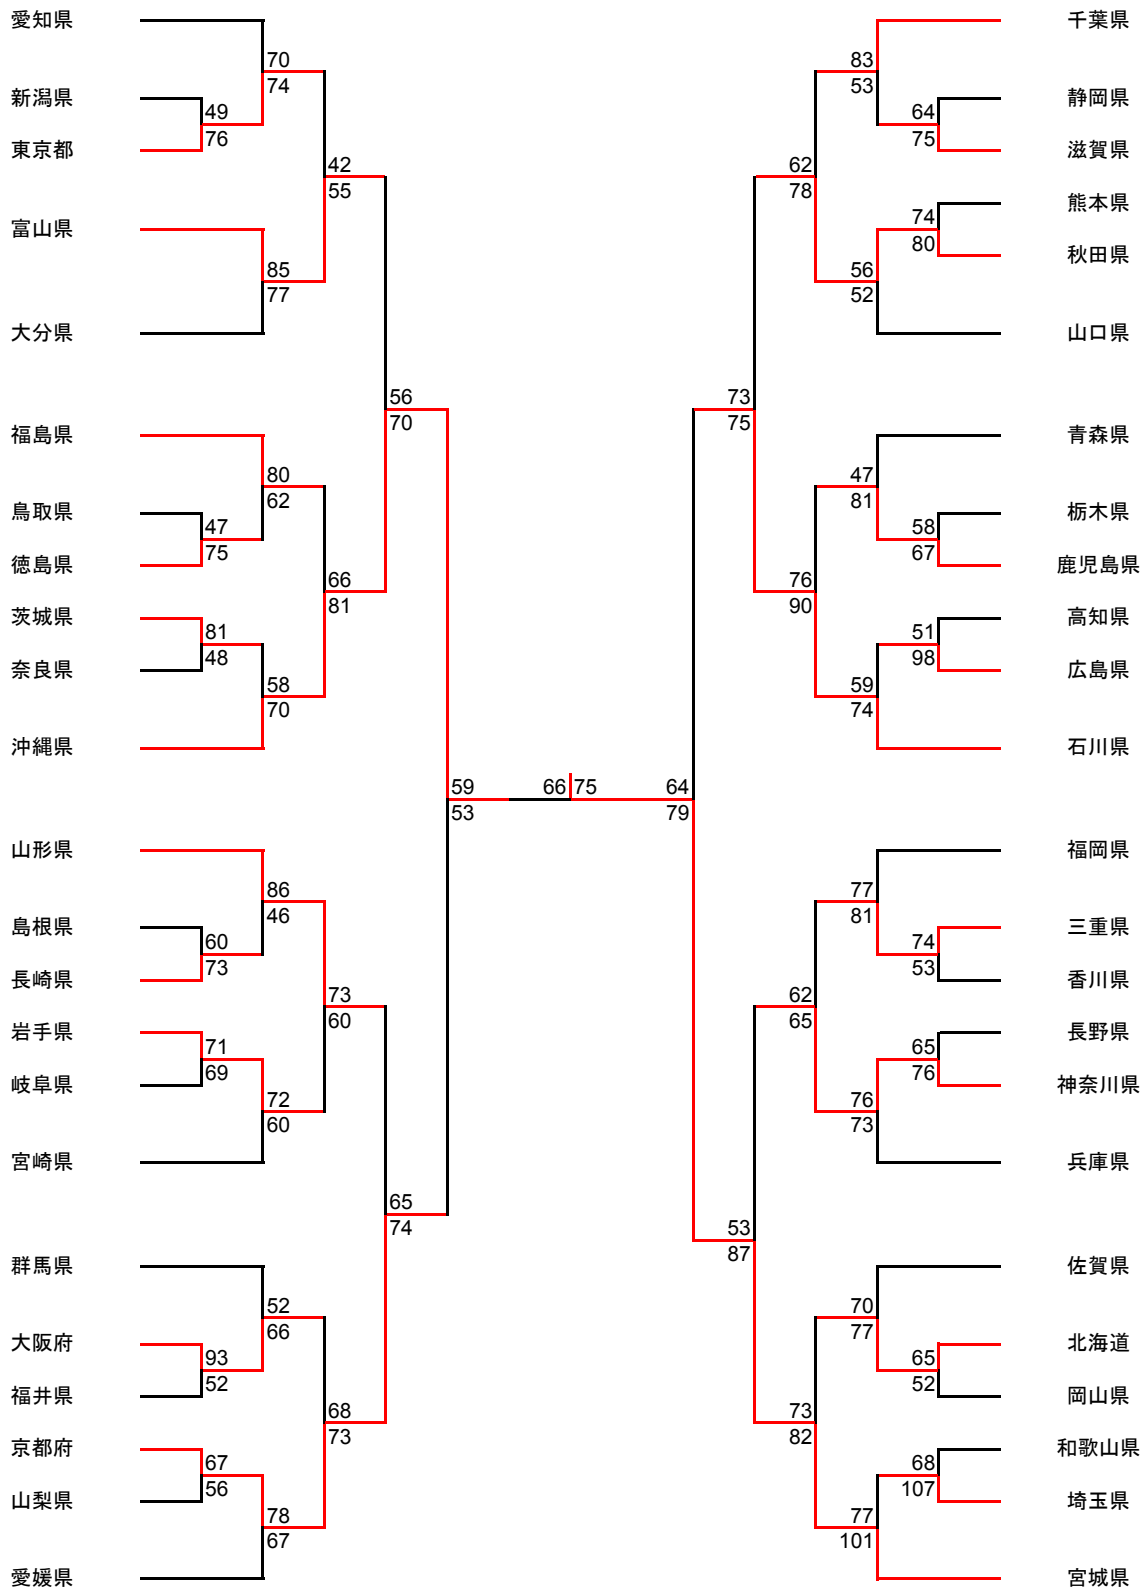 愛知県
70
74
新潟県
49
76
東京都
42
55
富山県
85
77
大分県
56
70
福島県
80
62
鳥取県
47
75
徳島県
66
81
茨城県
81
48
奈良県
58
70
沖縄県
59
53
山形県
86
46
島根県
60
73
長崎県
73
60
岩手県
71
69
岐阜県
72
60
宮崎県
65
74
群馬県
52
66
大阪府
93
52
福井県
68
73
京都府
67
56
山梨県
78
67
愛媛県
66 75
千葉県
83
53
静岡県
64
75
滋賀県
62
78
熊本県
74
80
秋田県
56
52
山口県
73
75
青森県
47
81
栃木県
58
67
鹿児島県
76
90
高知県
51
98
広島県
59
74
石川県
64
79
福岡県
77
81
三重県
74
53
香川県
62
65
長野県
65
76
神奈川県
76
73
兵庫県
53
87
佐賀県
70
77
北海道
65
52
岡山県
73
82
和歌山県
68
107
埼玉県
77
101
宮城県